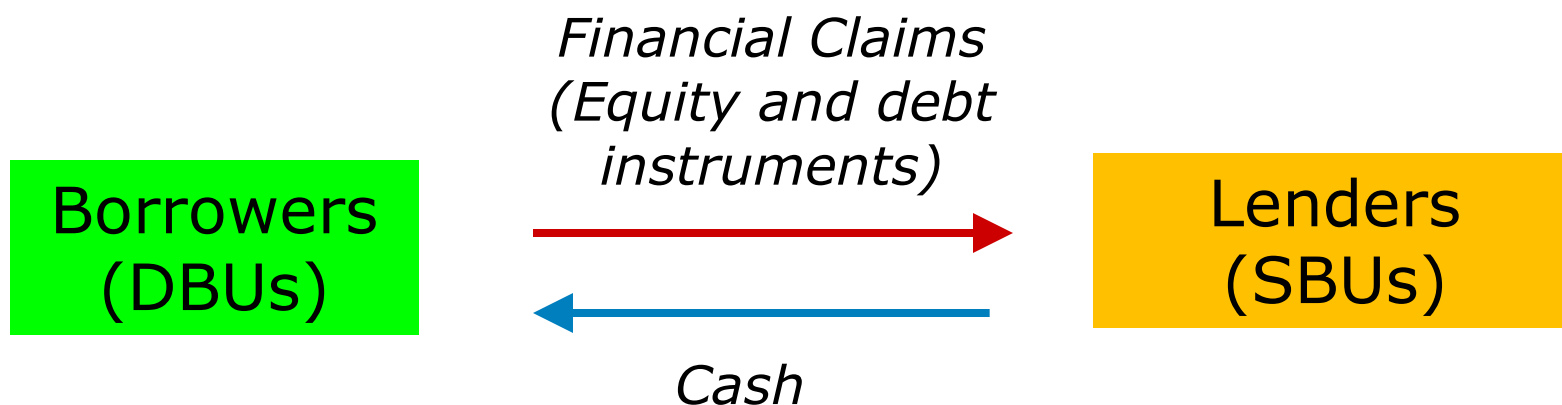 Financial Claims
(Equity and debt
instruments)
Borrowers
(DBUs)
Lenders
(SBUs)
Cash